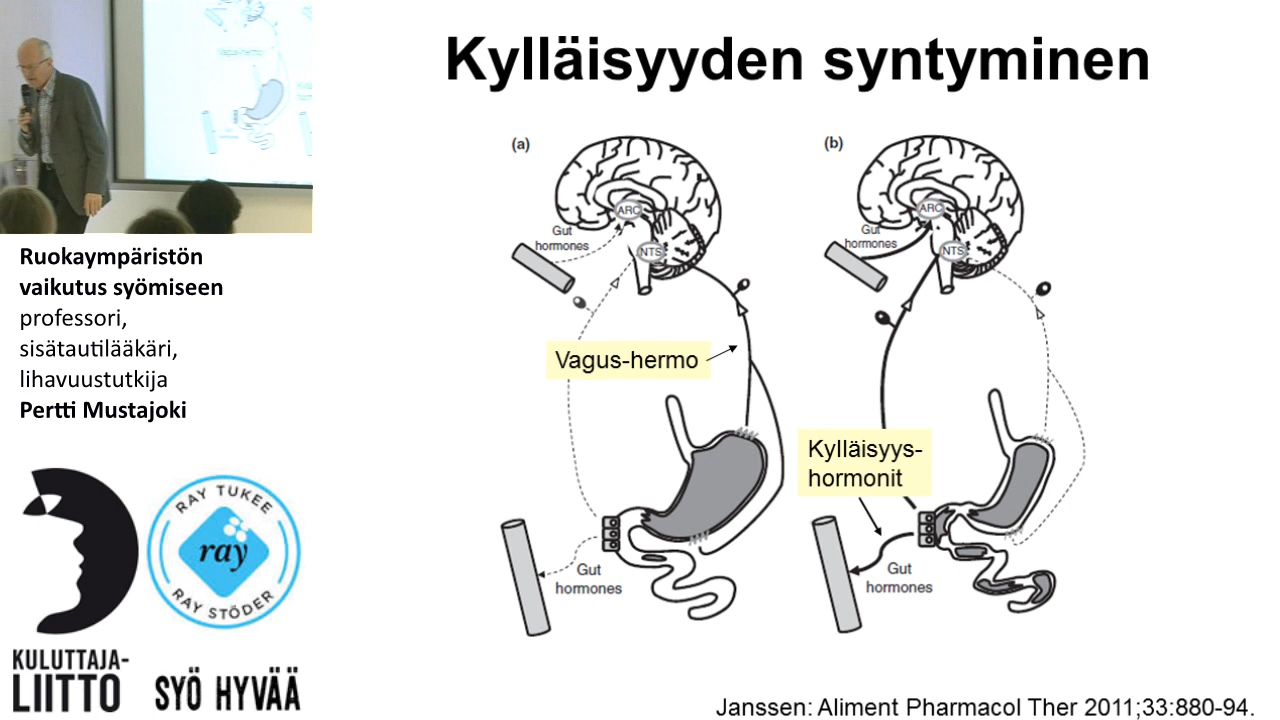 Kylläisyyden syntyminen
(a)
ARC
Gut
hormones
NTS
Vagus-hermo
Gut
hormones
(b)
ARC
Gut
hormones
NTS
Kylläisyys-
hormonit
Gut
hormones
Janssen: Aliment Pharmacol Ther 2011;33:880-94.
Vagus-hermo
Ruokaympäristön
vaikutus syömiseen
professori,
sisätautilääkäri,
lihavuustutkija
Pertti Mustajoki
RAY TUKEE
ray
RAY STÖDER
KULUTTAJA-
LIITTO
SYÖ HYVÄÄ